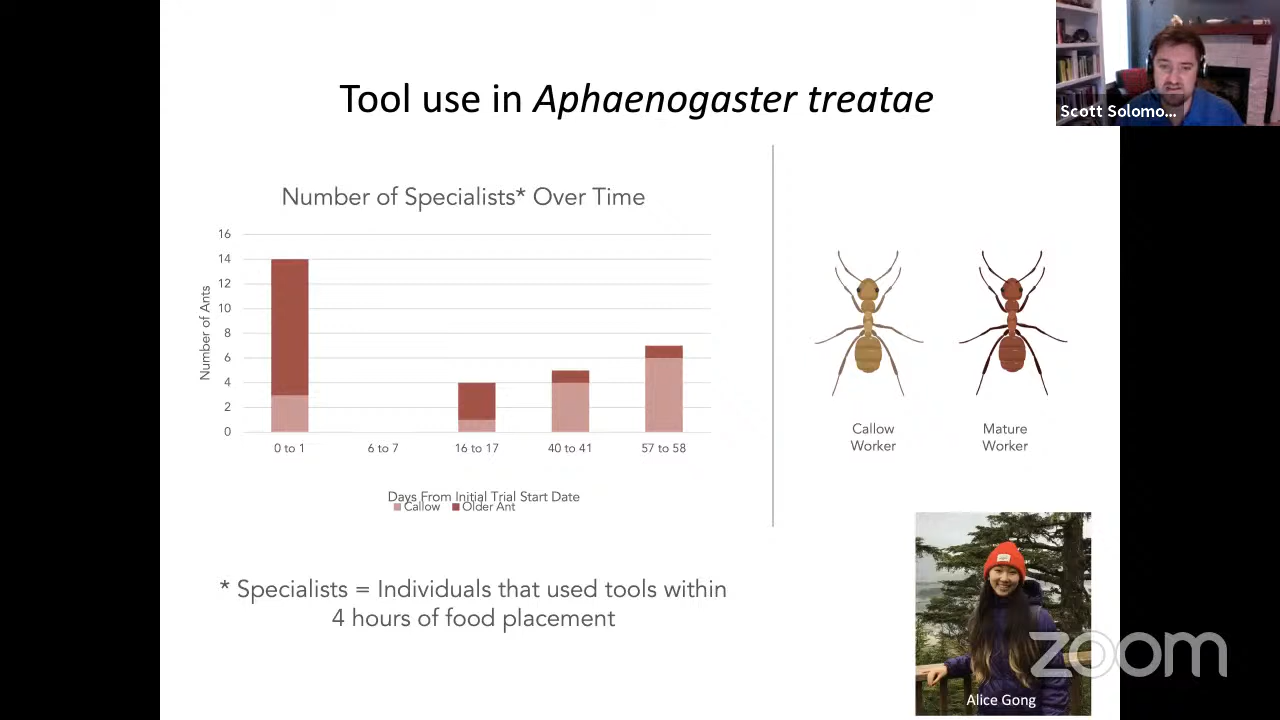 Tool use in Aphaenogaster treatae
Scott Solomo...
Number of Specialists* Over Time
Number of Ants
16
14
12
10
8
6
4
2
0
0 to 1
6 to 7
16 to 17
40 to 41
57 to 58
Days From Initial Trial Start Date
Callow
Older Ant
Callow
Worker
Mature
Worker
* Specialists = Individuals that used tools within
4 hours of food placement
Alice Gong
zoom